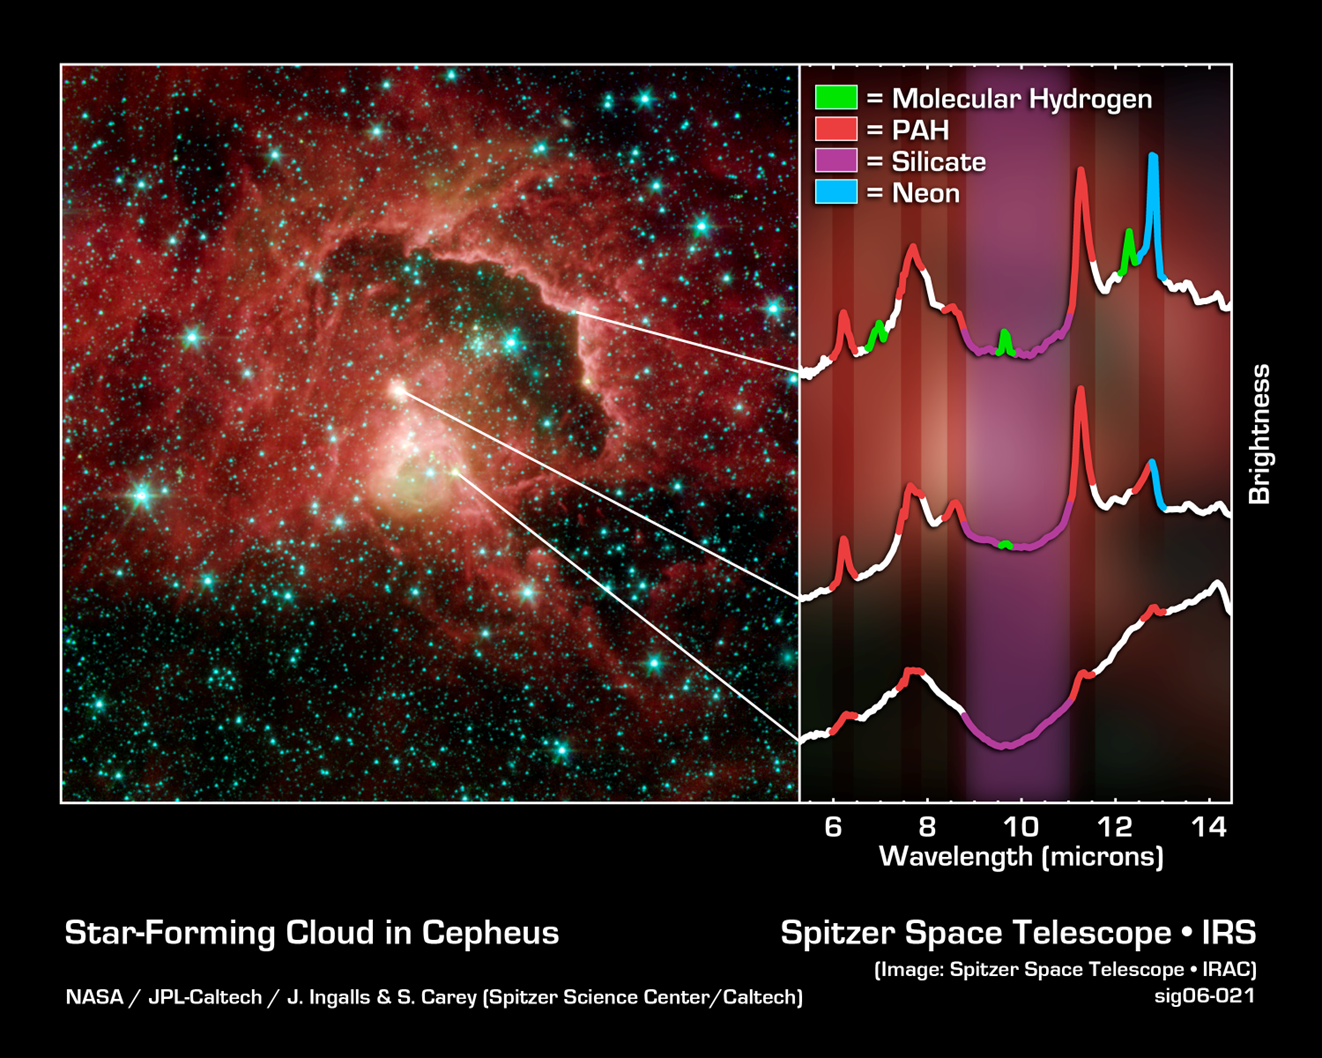 = Molecular Hydrogen
= PAH
= Silicate
= Neon
Brightness
6 8 10 12 14
Wavelength (microns)
Star-Forming Cloud in Cepheus
Spitzer Space Telescope • IRS
(Image: Spitzer Space Telescope • IRAC)
NASA / JPL-Caltech / J. Ingalls & S. Carey (Spitzer Science Center/Caltech)
sig06-021